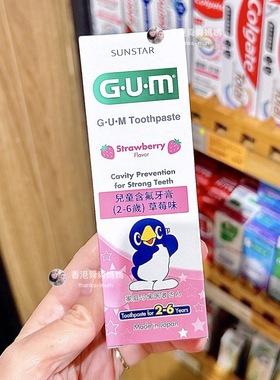 SUNSTAR
G·U·M
G·U·M Toothpaste
Strawberry
Flavor
Cavity Prevention
for Strong Teeth
兒童含氟牙膏
(2-6歲) 草莓味
Toothpaste for 2-6 Years
Made in Japan
Colgate